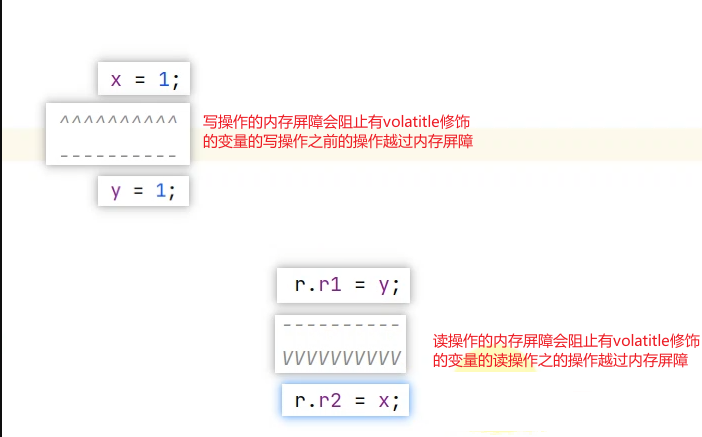 x = 1;
^^^^^^^^^^
写操作的内存屏障会阻止有volatitle修饰
的变量的写操作之前的操作越过内存屏障
----------
y = 1;
r.r1 = y;
----------
VVVVVVVVVV
读操作的内存屏障会阻止有volatitle修饰
的变量的读操作之的操作越过内存屏障
r.r2 = x;